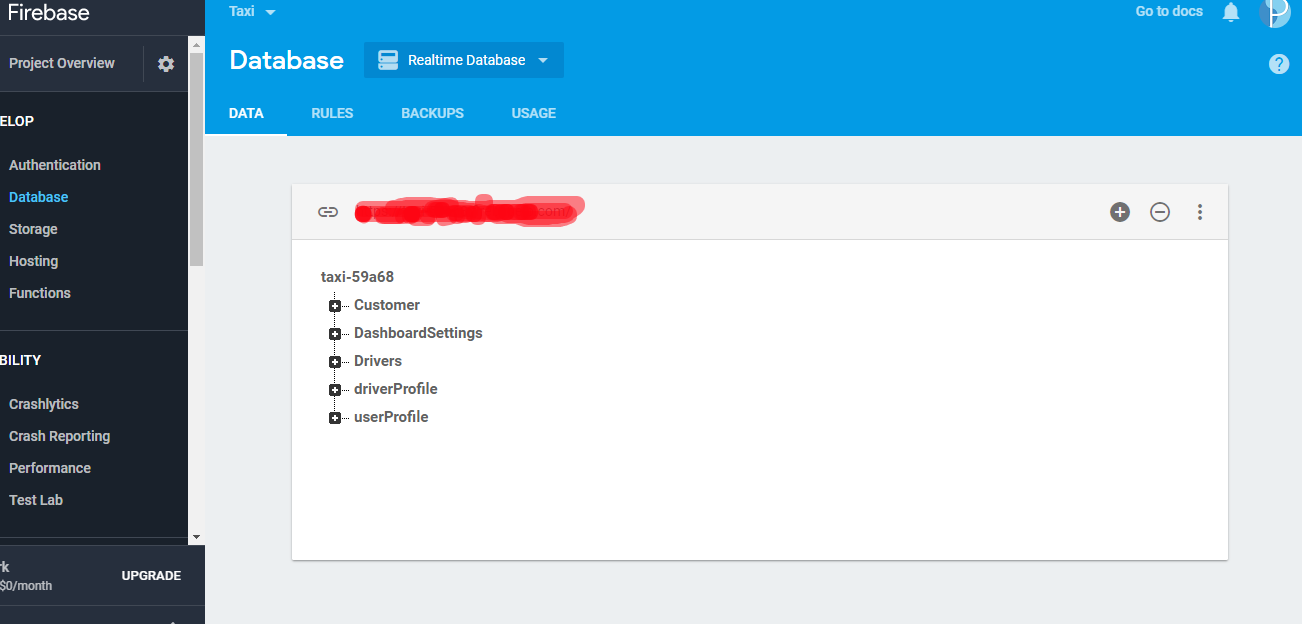 Firebase
Taxi
Go to docs
Project Overview
Database
Realtime Database
DATA
RULES
BACKUPS
USAGE
ELOP
Authentication
Database
Storage
Hosting
Functions
BILITY
Crashlytics
Crash Reporting
Performance
Test Lab
rk
$0/month
UPGRADE
taxi-59a68
Customer
DashboardSettings
Drivers
driverProfile
userProfile